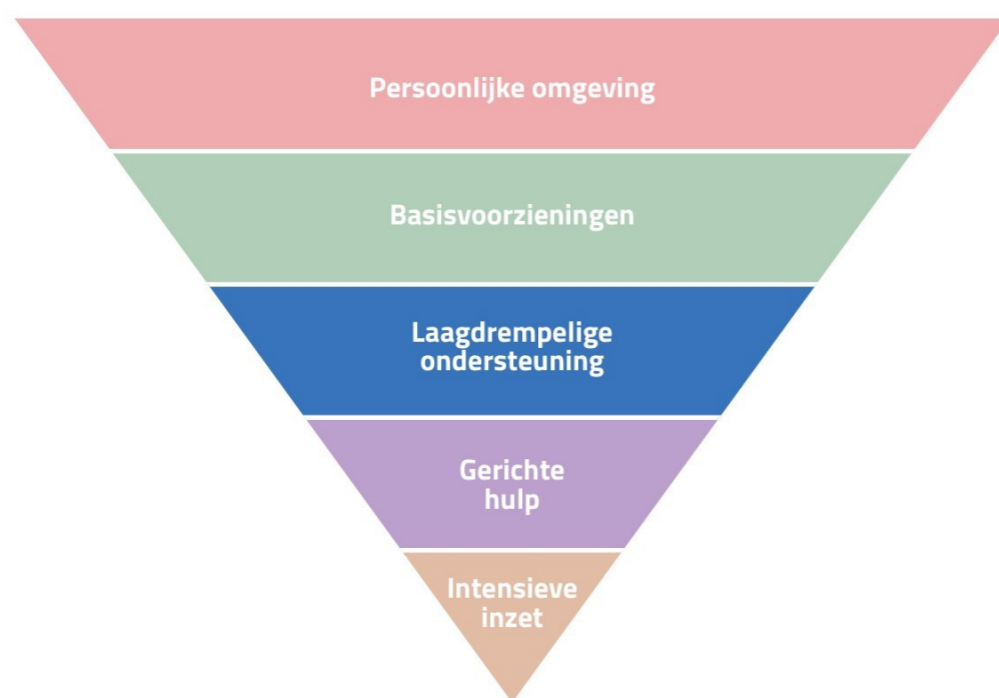 Persoonlijke omgeving
Basisvoorzieningen
Laagdrempelige
ondersteuning
Gerichte
hulp
Intensieve
inzet